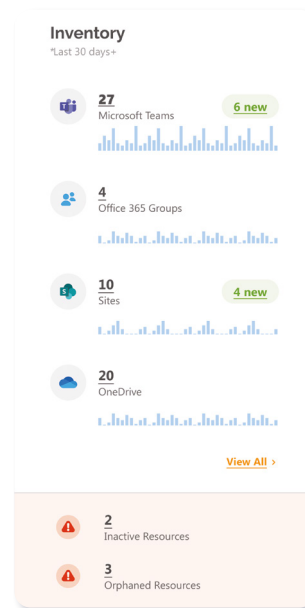 Inventory
*Last 30 days+
27
6 new
Microsoft Teams
4
Office 365 Groups
10
4 new
Sites
20
OneDrive
View All >
2
Inactive Resources
3
Orphaned Resources